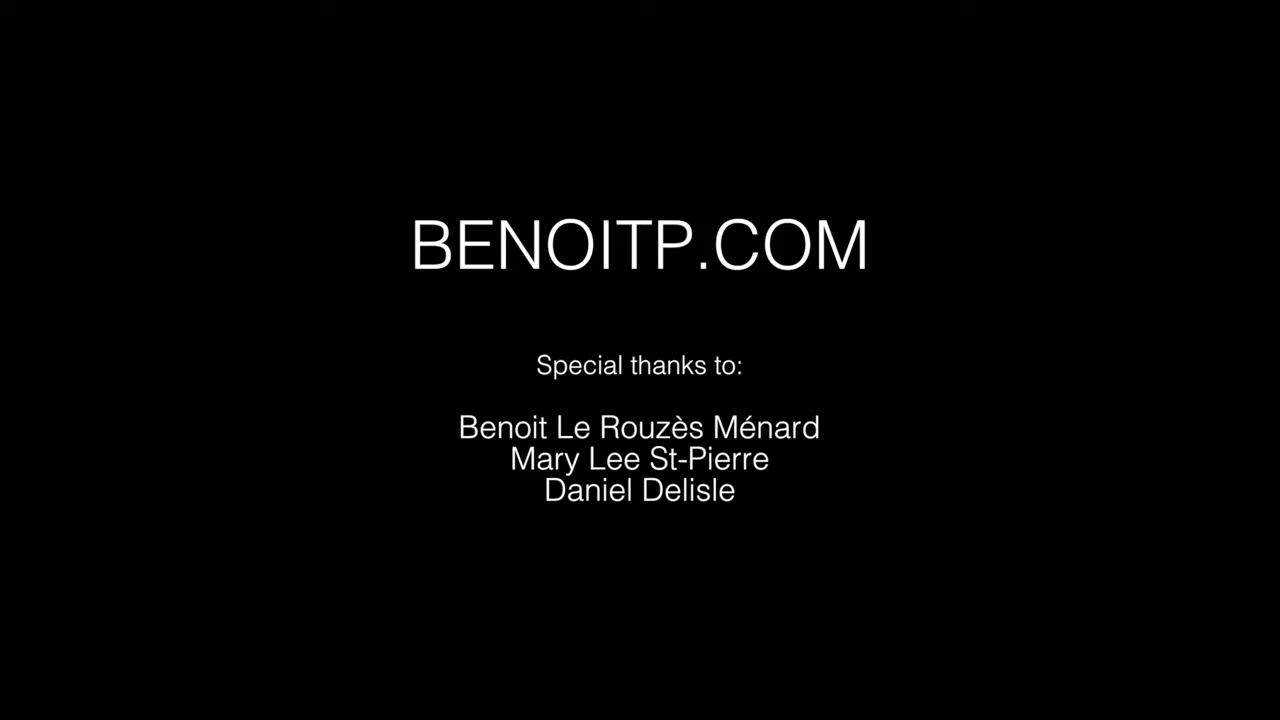 BENOITP.COM
Special thanks to:
Benoit Le Rouzès Ménard
Mary Lee St-Pierre
Daniel Delisle